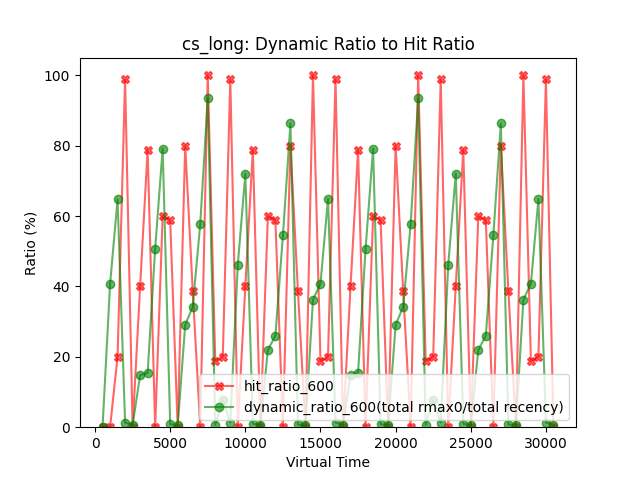 cs_long: Dynamic Ratio to Hit Ratio
Ratio (%)
100
80
60
40
20
0
hit_ratio_600
dynamic_ratio_600(total rmax0/total recency)
0 5000 10000 15000 20000 25000 30000
Virtual Time